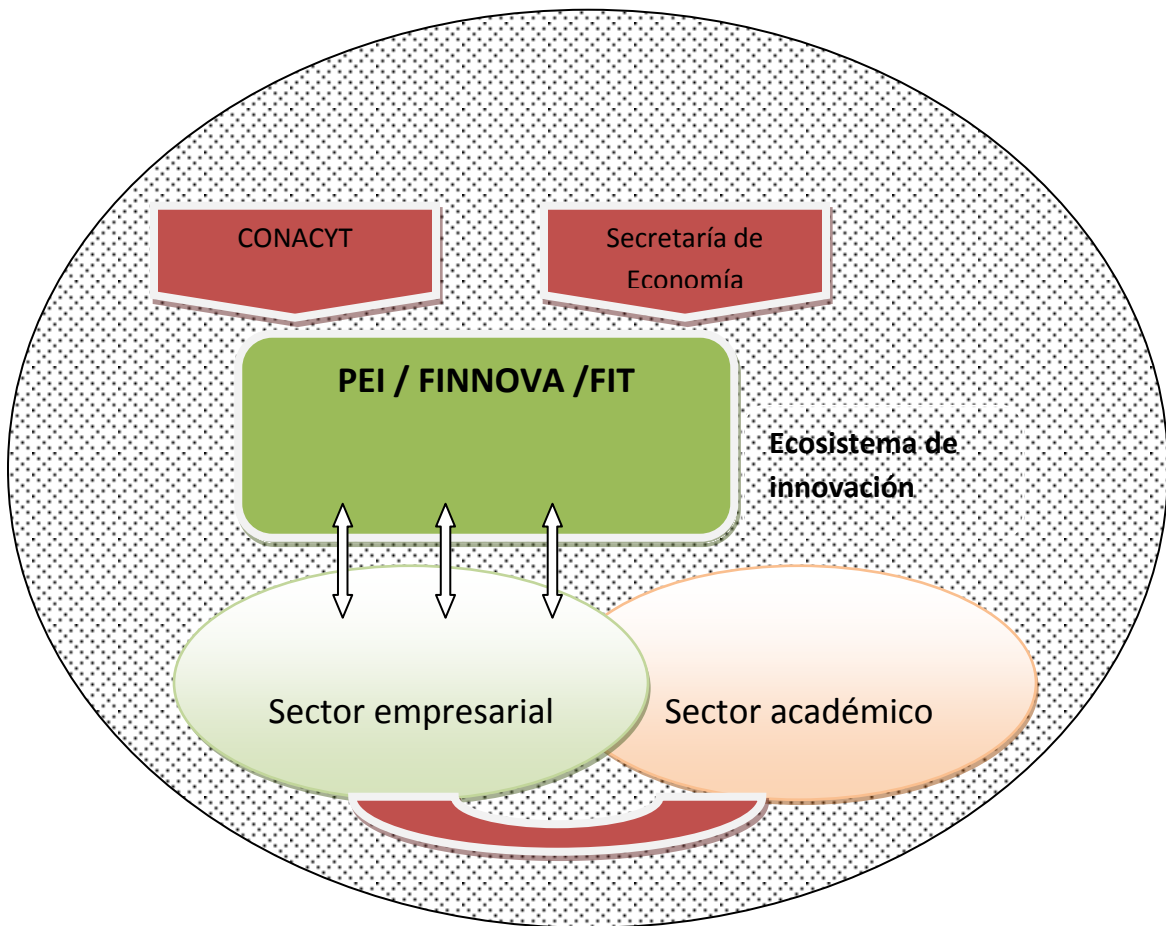 CONACYT
Secretaría de
Economía
PEI / FINNOVA /FIT
Ecosistema de
innovación
Sector empresarial
Sector académico